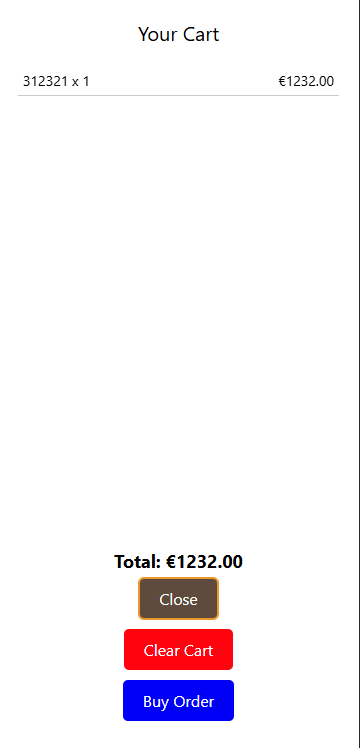 Your Cart
312321 x 1 €1232.00
Total: €1232.00
Close
Clear Cart
Buy Order